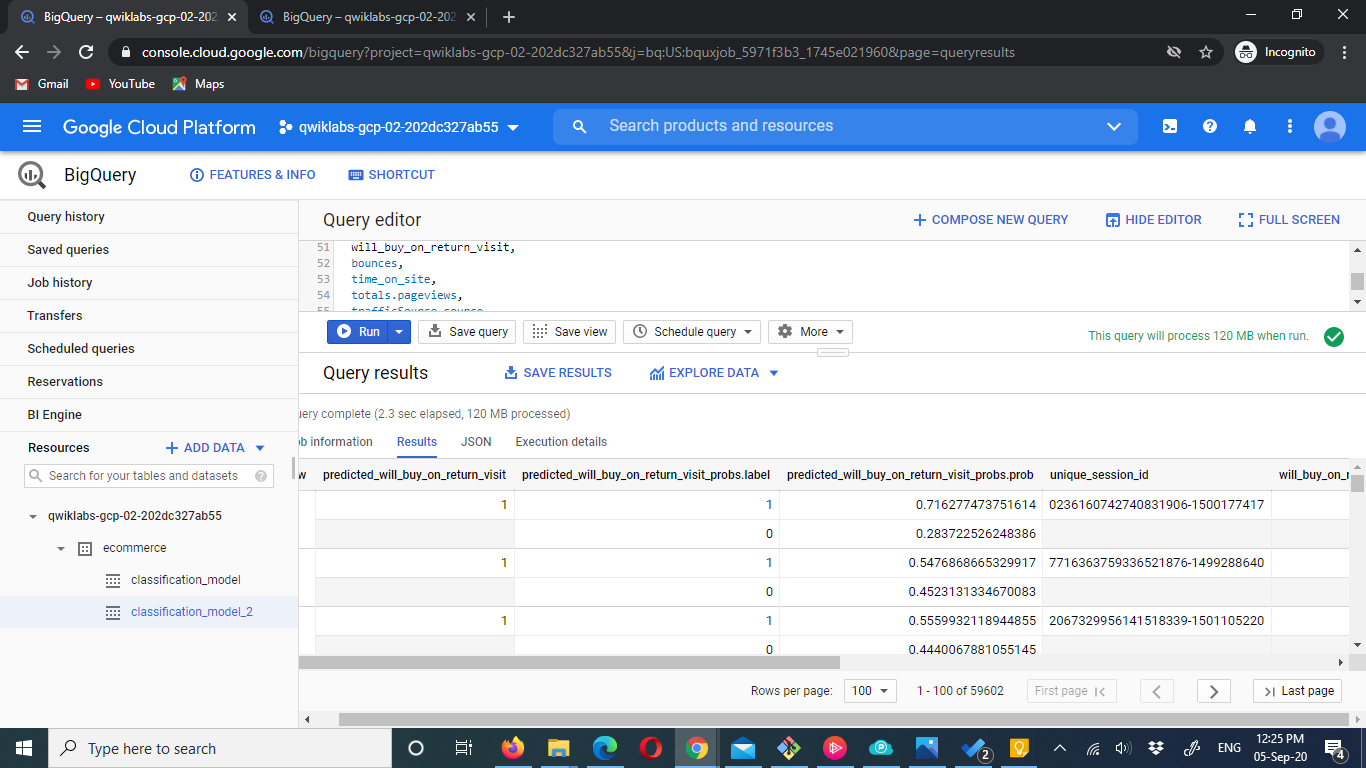 BigQuery – qwiklabs-gcp-02-202
BigQuery – qwiklabs-gcp-02-202
console.cloud.google.com/bigquery?project=qwiklabs-gcp-02-202dc327ab55&j=bq:US:bquxjob_5971f3b3_1745e021960&page=queryresults
Incognito
Gmail
YouTube
Maps
Google Cloud Platform
qwiklabs-gcp-02-202dc327ab55
Search products and resources
BigQuery
FEATURES & INFO
SHORTCUT
Query history
Saved queries
Job history
Transfers
Scheduled queries
Reservations
BI Engine
Resources
ADD DATA
Search for your tables and datasets
qwiklabs-gcp-02-202dc327ab55
ecommerce
classification_model
classification_model_2
Query editor
COMPOSE NEW QUERY
HIDE EDITOR
FULL SCREEN
51 will_buy_on_return_visit,
52 bounces,
53 time_on_site,
54 totals.pageviews,
55 trafficSource.source
Run
Save query
Save view
Schedule query
More
This query will process 120 MB when run.
Query results
SAVE RESULTS
EXPLORE DATA
uery complete (2.3 sec elapsed, 120 MB processed)
ob information
Results
JSON
Execution details
w predicted_will_buy_on_return_visit predicted_will_buy_on_return_visit_probs.label predicted_will_buy_on_return_visit_probs.prob unique_session_id will_buy_on_r
1 1 0.716277473751614 0236160742740831906-1500177417
0 0.283722526248386
1 1 0.5476868665329917 7716363759336521876-1499288640
0 0.4523131334670083
1 1 0.5559932118944855 2067329956141518339-1501105220
0 0.4440067881055145
Rows per page:
100
1 - 100 of 59602
First page
Last page
Type here to search
2
ENG
12:25 PM
05-Sep-20
4